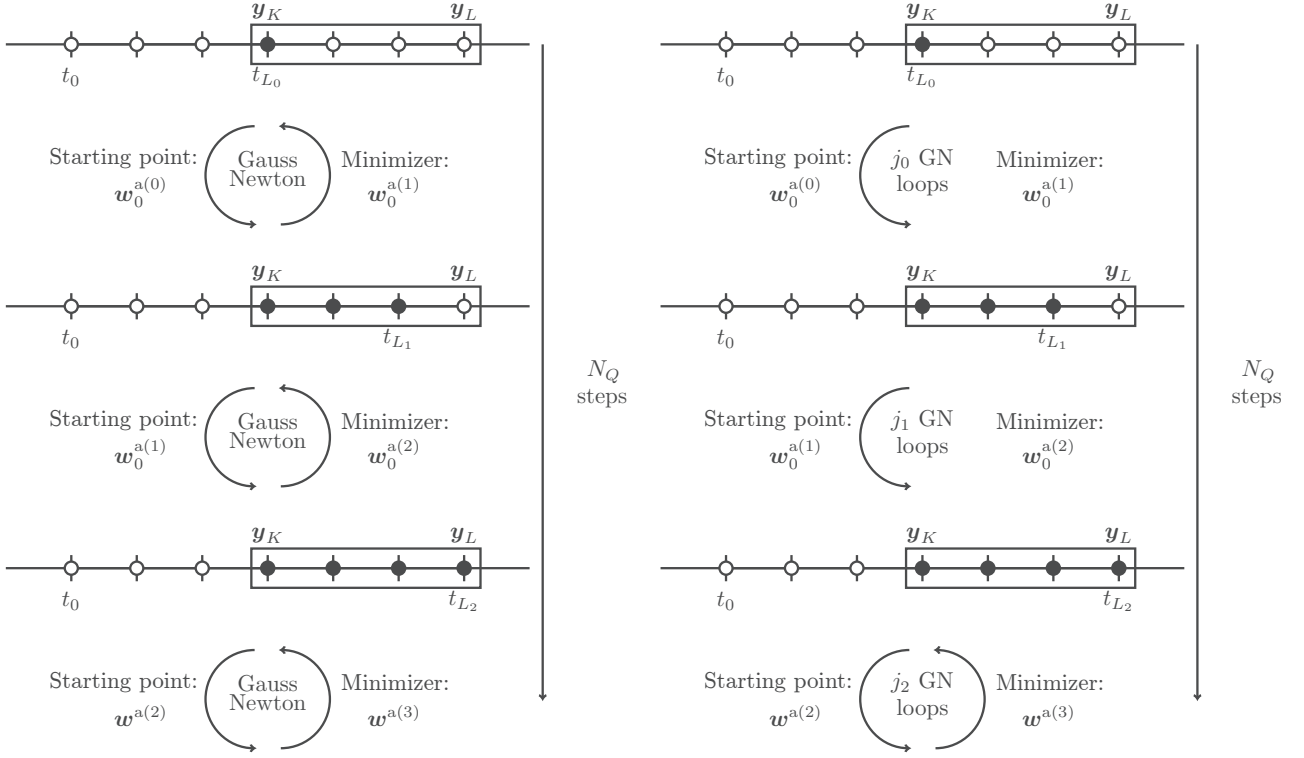 y_K y_L
t_0 t_{L_0}
Starting point: Gauss Newton Minimizer:
w_0^{a(0)} w_0^{a(1)}
y_K y_L
t_0 t_{L_1}
Starting point: Gauss Newton Minimizer:
w_0^{a(1)} w_0^{a(2)}
y_K y_L
t_0 t_{L_2}
Starting point: Gauss Newton Minimizer:
w^{a(2)} w^{a(3)}
N_Q
steps
y_K y_L
t_0 t_{L_0}
Starting point: j_0 GN loops Minimizer:
w_0^{a(0)} w_0^{a(1)}
y_K y_L
t_0 t_{L_1}
Starting point: j_1 GN loops Minimizer:
w_0^{a(1)} w_0^{a(2)}
y_K y_L
t_0 t_{L_2}
Starting point: j_2 GN loops Minimizer:
w^{a(2)} w^{a(3)}
N_Q
steps